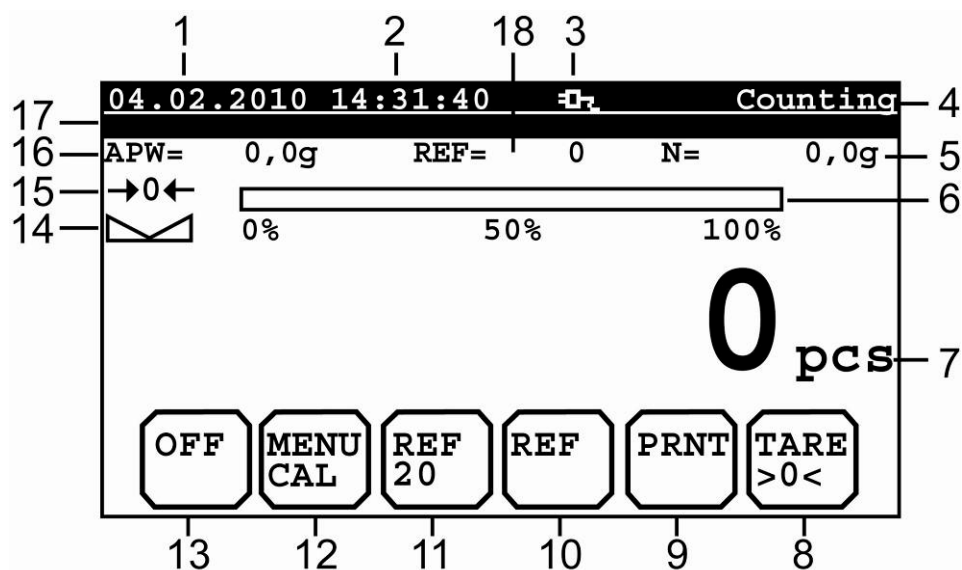 1 2 18 3
04.02.2010 14:31:40 Counting 4
17
16 APW= 0,0g REF= 0 N= 0,0g 5
15 →0← 6
14 0% 50% 100%
0 pcs 7
OFF MENU REF REF PRNT TARE
CAL 20 >0<
13 12 11 10 9 8